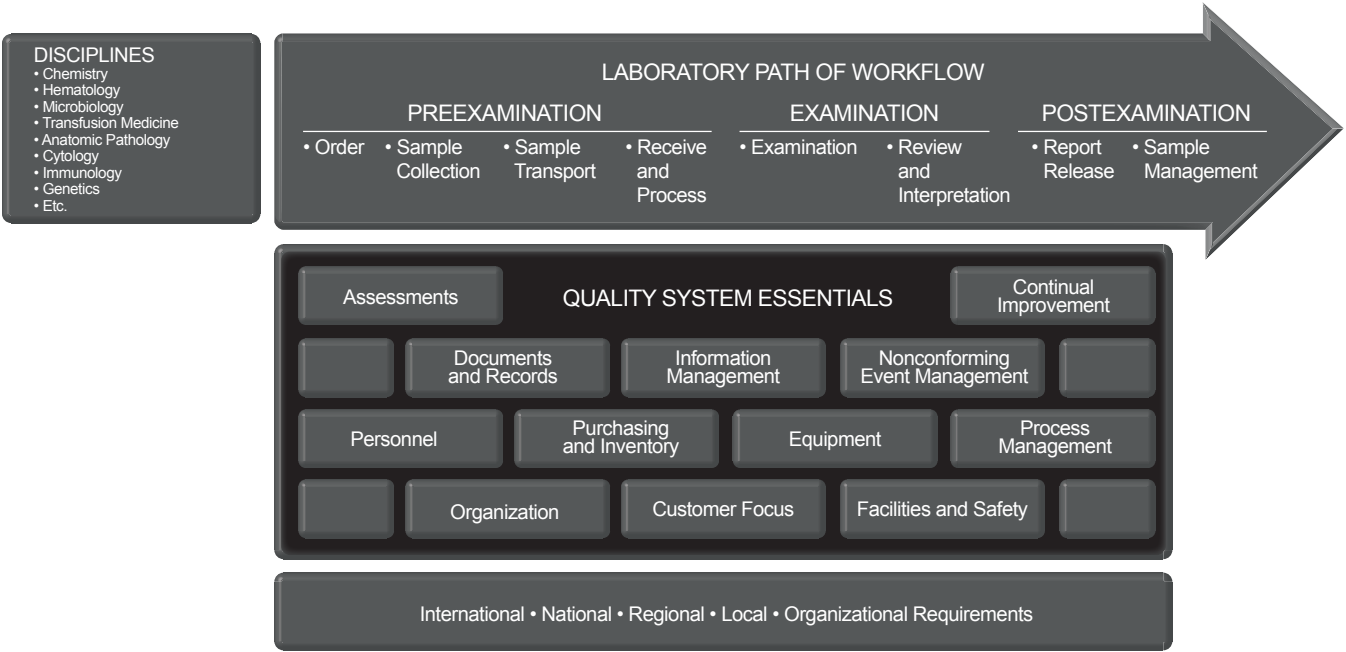 DISCIPLINES
• Chemistry
• Hematology
• Microbiology
• Transfusion Medicine
• Anatomic Pathology
• Cytology
• Immunology
• Genetics
• Etc.
LABORATORY PATH OF WORKFLOW
PREEXAMINATION
• Order
• Sample
Collection
• Sample
Transport
• Receive
and
Process
EXAMINATION
• Examination
• Review
and
Interpretation
POSTEXAMINATION
• Report
Release
• Sample
Management
Assessments
QUALITY SYSTEM ESSENTIALS
Continual
Improvement
Documents
and Records
Information
Management
Nonconforming
Event Management
Personnel
Purchasing
and Inventory
Equipment
Process
Management
Organization
Customer Focus
Facilities and Safety
International • National • Regional • Local • Organizational Requirements